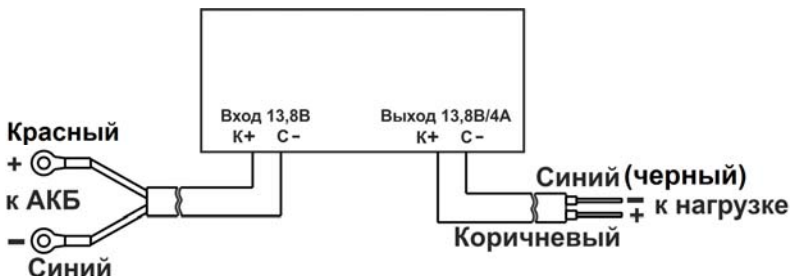 Вход 13,8В
К+ С-
Выход 13,8В/4А
К+ С-
Красный
+
к АКБ
-
Синий
Синий (черный)
- к нагрузке
+
Коричневый